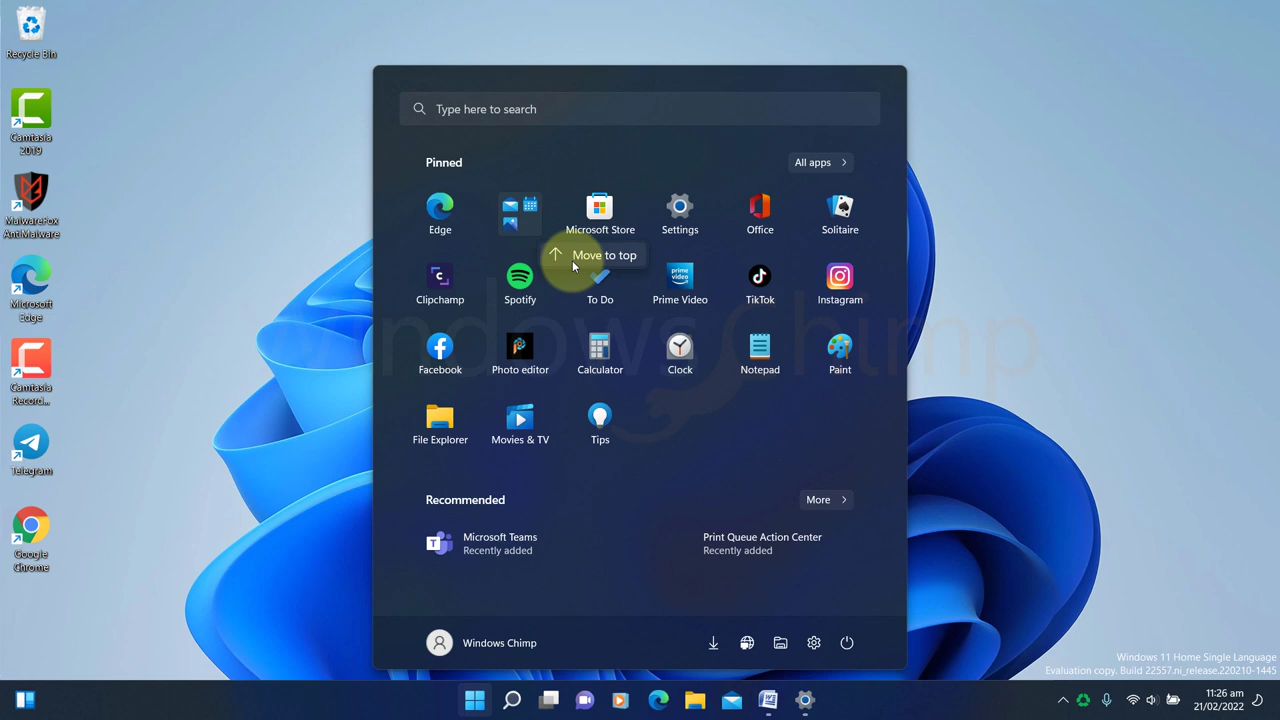 Recycle Bin
Camtasia
2019
MalwareFox
AntiMalware
Microsoft
Edge
Camtasia
Record...
Telegram
Google
Chrome
Type here to search
Pinned
All apps
Edge
Microsoft Store
Settings
Office
Solitaire
Move to top
Clipchamp
Spotify
To Do
prime
video
Prime Video
TikTok
Instagram
Facebook
Photo editor
Calculator
Clock
Notepad
Paint
File Explorer
Movies & TV
Tips
Recommended
More
Microsoft Teams
Recently added
Print Queue Action Center
Recently added
Windows Chimp
Windows 11 Home Single Language
Evaluation copy. Build 22557.ni_release.220210-1445
11:26 am
21/02/2022